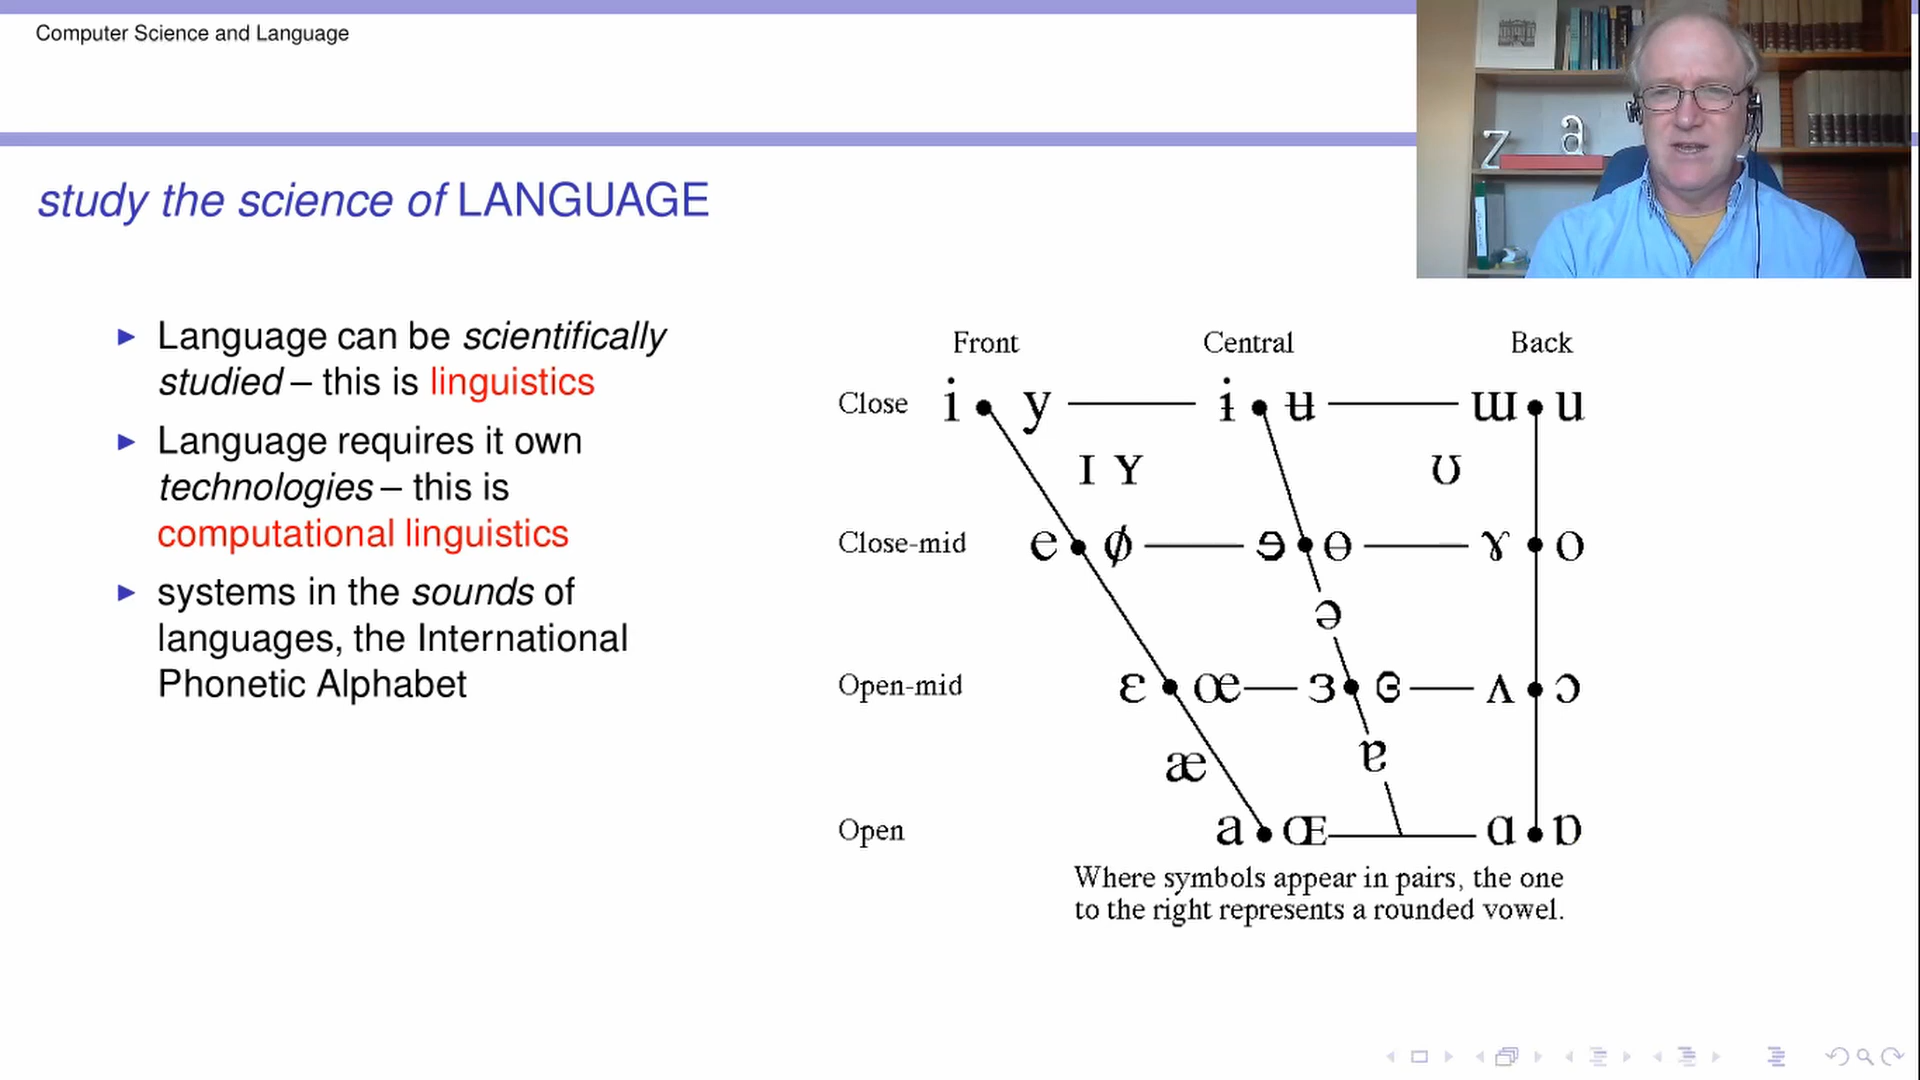 Computer Science and Language
study the science of LANGUAGE
Language can be scientifically
studied – this is linguistics
Language requires it own
technologies – this is
computational linguistics
systems in the sounds of
languages, the International
Phonetic Alphabet
Front Central Back
Close i y ɨ ʉ ɯ u
ɪ ʏ ʊ
Close-mid e ø ɘ ɵ ɤ o
ə
Open-mid ɛ œ ɜ ɞ ʌ ɔ
æ ɐ
Open a ɶ ɑ ɒ
Where symbols appear in pairs, the one
to the right represents a rounded vowel.
z a